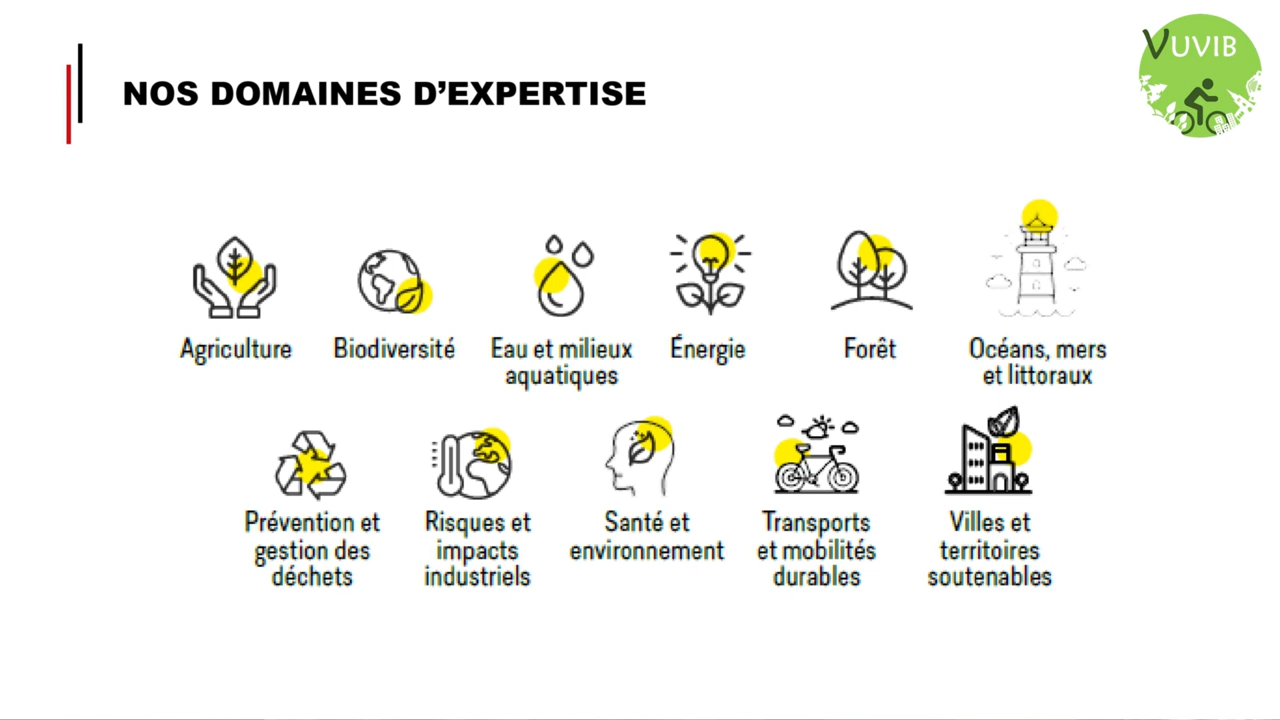 VUVIB
NOS DOMAINES D’EXPERTISE
Agriculture
Biodiversité
Eau et milieux
aquatiques
Énergie
Forêt
Océans, mers
et littoraux
Prévention et
gestion des
déchets
Risques et
impacts
industriels
Santé et
environnement
Transports
et mobilités
durables
Villes et
territoires
soutenables